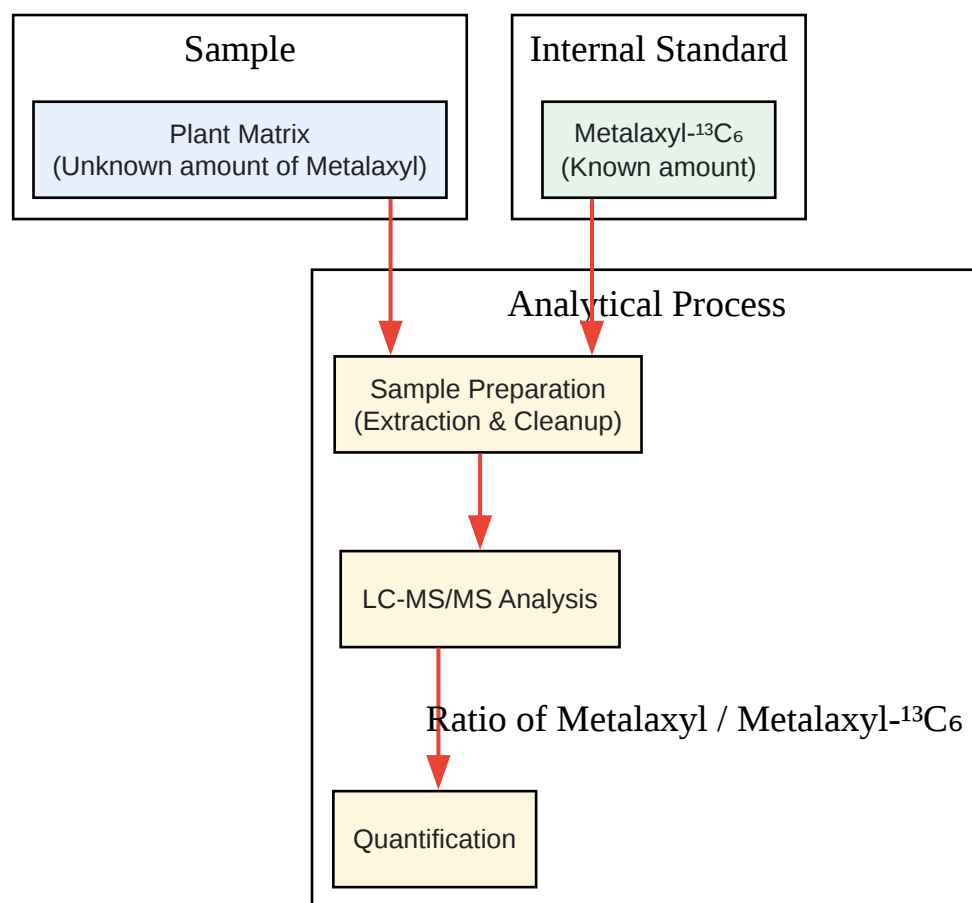 Sample
Internal Standard
Plant Matrix
(Unknown amount of Metalaxyl)
Metalaxyl-¹³C₆
(Known amount)
Analytical Process
Sample Preparation
(Extraction & Cleanup)
LC-MS/MS Analysis
Ratio of Metalaxyl / Metalaxyl-¹³C₆
Quantification